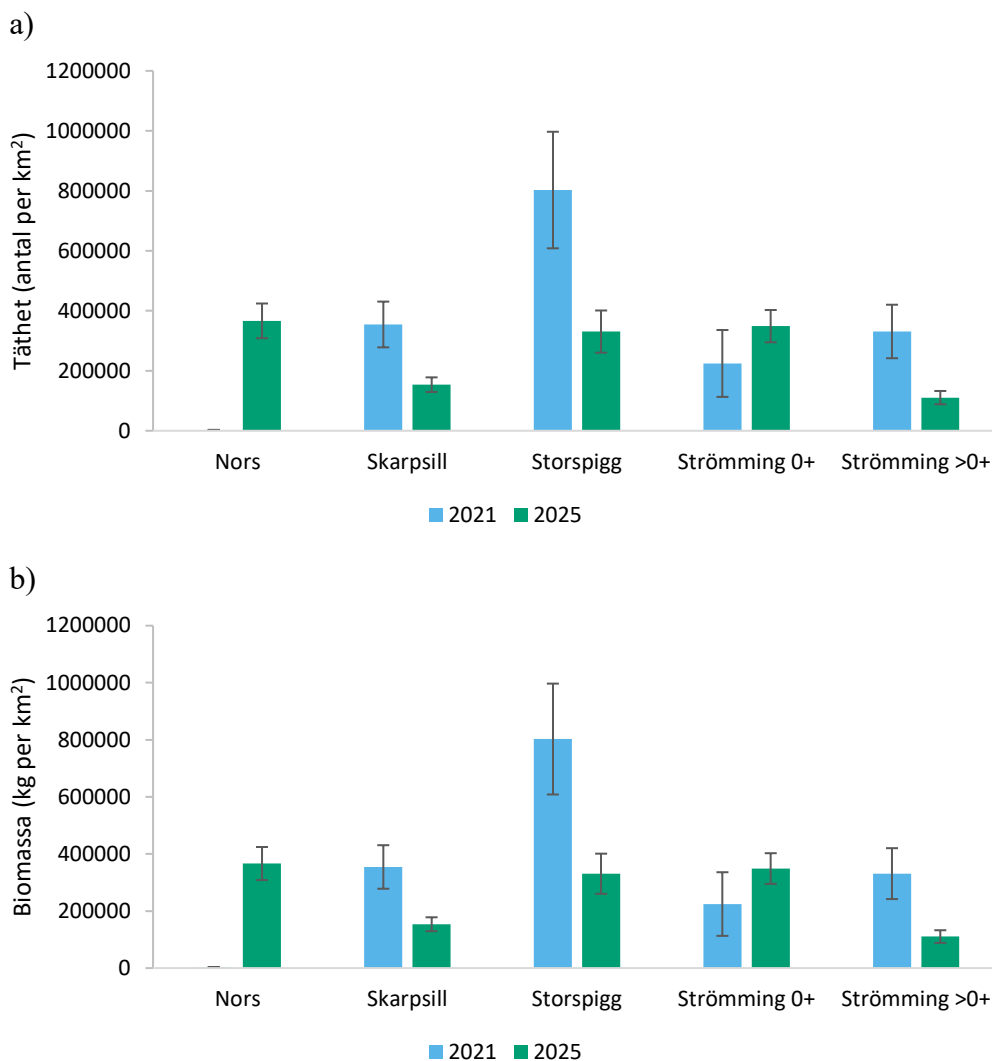 a)
1200000
1000000
800000
600000
400000
200000
0
Täthet (antal per km²)
Nors Skarpsill Storspigg Strömming 0+ Strömming >0+
2021 2025
b)
1200000
1000000
800000
600000
400000
200000
0
Biomassa (kg per km²)
Nors Skarpsill Storspigg Strömming 0+ Strömming >0+
2021 2025